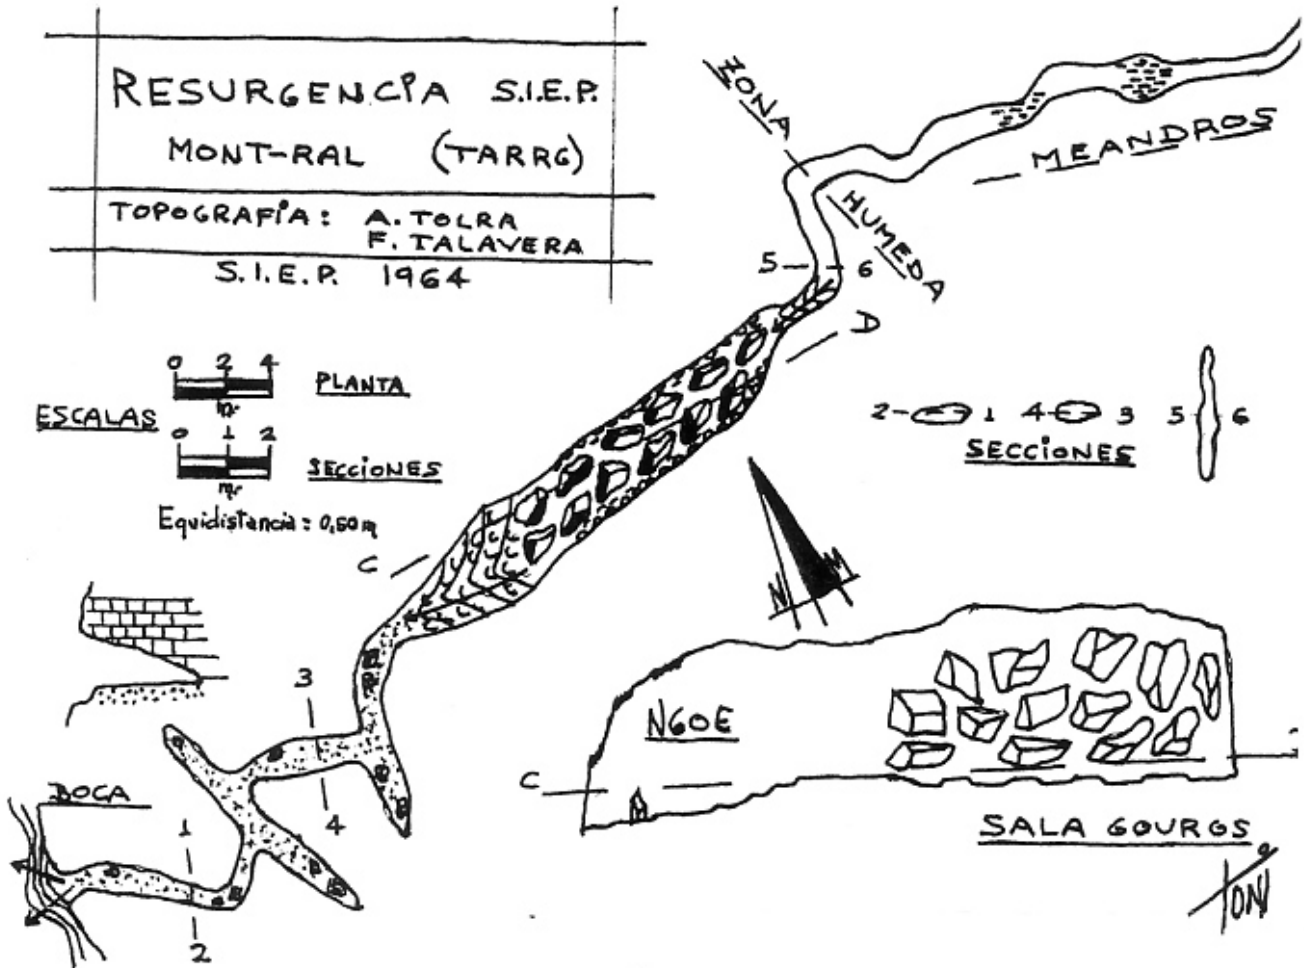 RESURGENCIA S.I.E.P.
MONT-RAL (TARRG)
TOPOGRAFIA: A. TOLRA
F. TALAVERA
S.I.E.P. 1964
ZONA
HUMEDA
MEANDROS
5 6
D
0 2 4
m.
PLANTA
ESCALAS
0 1 2
m.
SECCIONES
Equidistancia: 0,50 m
2 1 4 3 5 6
SECCIONES
C
N M
3
4
BOCA
1
2
N60E
C
SALA GOURGS
TONI